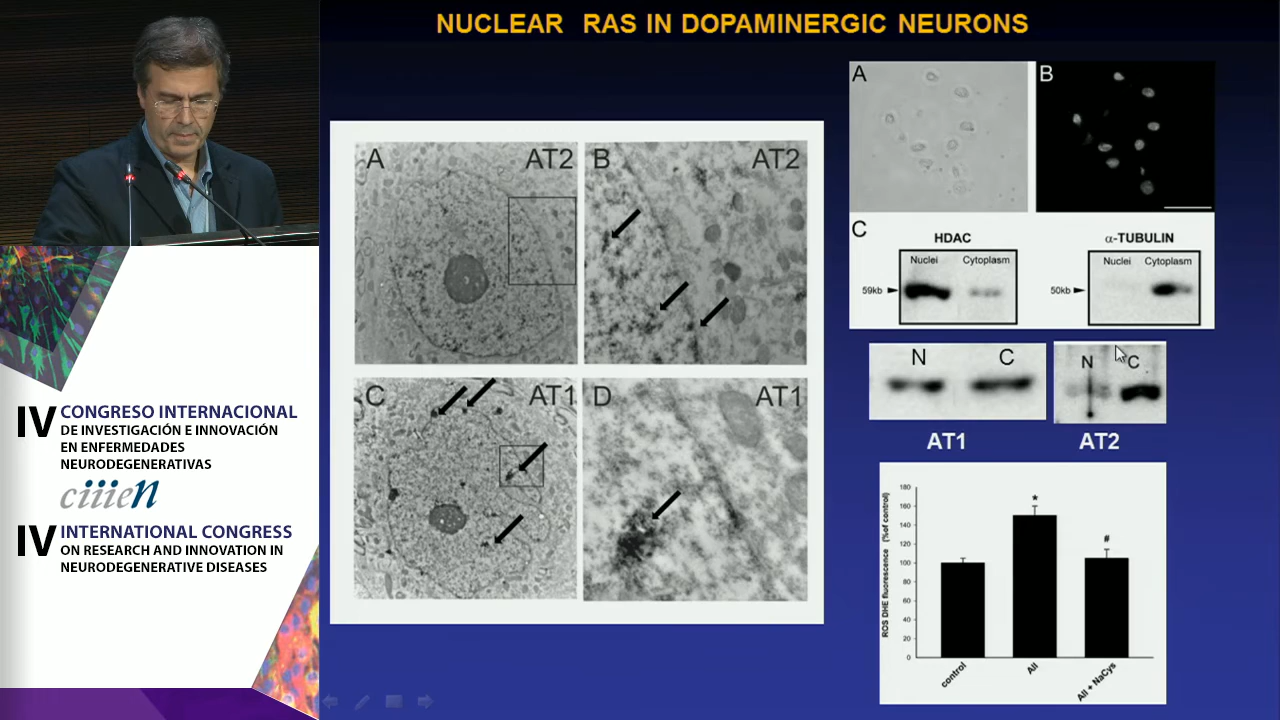 NUCLEAR RAS IN DOPAMINERGIC NEURONS
A AT2
B AT2
C AT1
D AT1
A
B
C
HDAC
Nuclei Cytoplasm
59kb
α-TUBULIN
Nuclei Cytoplasm
50kb
N C
AT1
N C
AT2
ROS DHE fluorescence (% of control)
180
160
140
120
100
80
60
40
20
0
*
#
control
AII
AII + NaCys
IV CONGRESO INTERNACIONAL
DE INVESTIGACIÓN E INNOVACIÓN
EN ENFERMEDADES
NEURODEGENERATIVAS
ciiien
IV INTERNATIONAL CONGRESS
ON RESEARCH AND INNOVATION IN
NEURODEGENERATIVE DISEASES